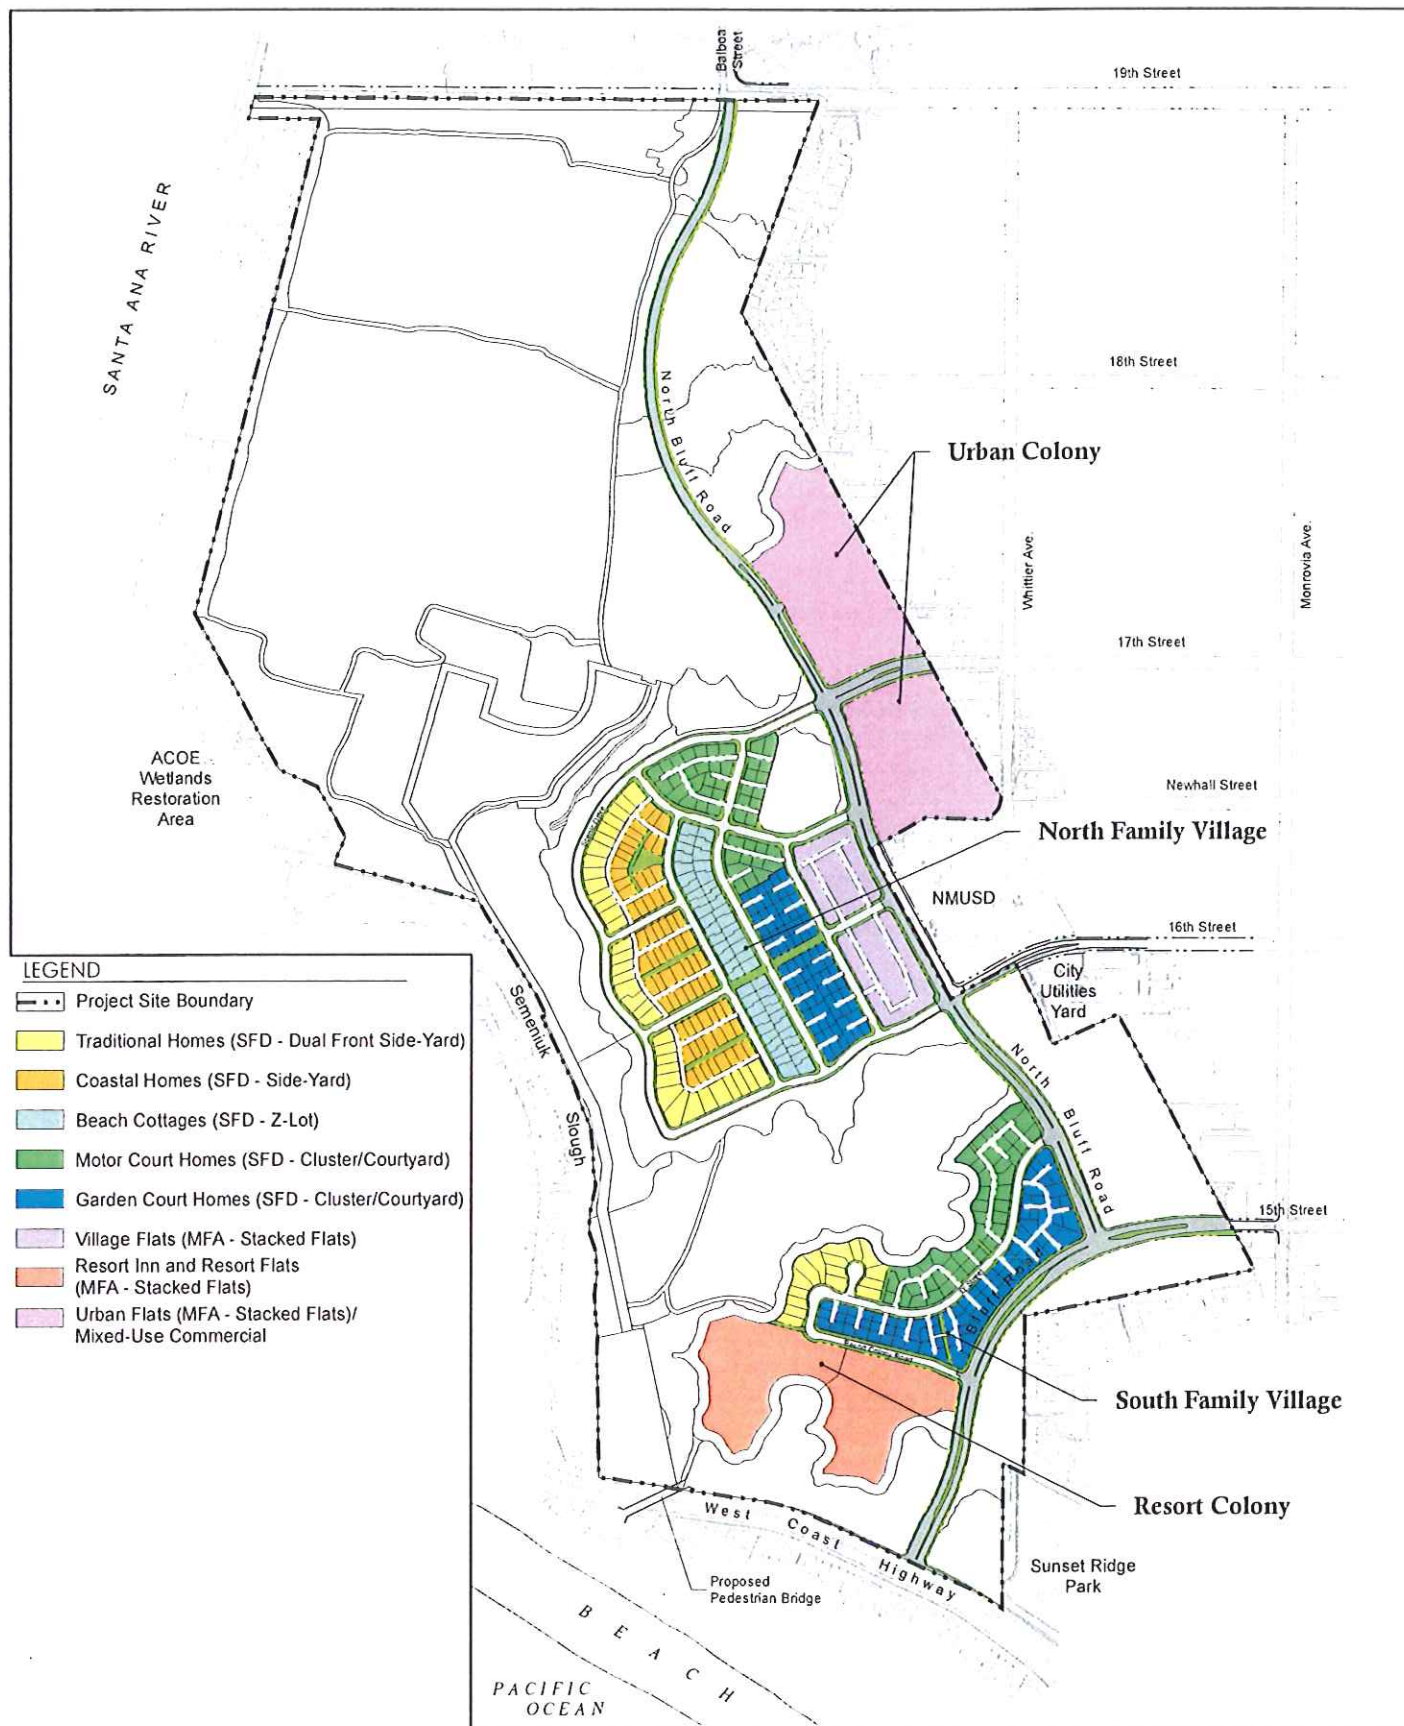 Balboa
Street
19th Street
SANTA ANA RIVER
18th Street
North Bluff Road
Urban Colony
Whittier Ave.
Monrovia Ave.
17th Street
ACOE
Wetlands
Restoration
Area
Newhall Street
Scenic Drive
North Family Village
NMUSD
16th Street
City
Utilities
Yard
LEGEND
Project Site Boundary
Traditional Homes (SFD - Dual Front Side-Yard)
Coastal Homes (SFD - Side-Yard)
Beach Cottages (SFD - Z-Lot)
Motor Court Homes (SFD - Cluster/Courtyard)
Garden Court Homes (SFD - Cluster/Courtyard)
Village Flats (MFA - Stacked Flats)
Resort Inn and Resort Flats
(MFA - Stacked Flats)
Urban Flats (MFA - Stacked Flats)/
Mixed-Use Commercial
Semeniuk
Slough
North
Bluff Road
15th Street
Bluff Road
South Family Village
Resort Colony
West Coast Highway
Sunset Ridge
Park
Proposed
Pedestrian Bridge
BEACH
PACIFIC
OCEAN